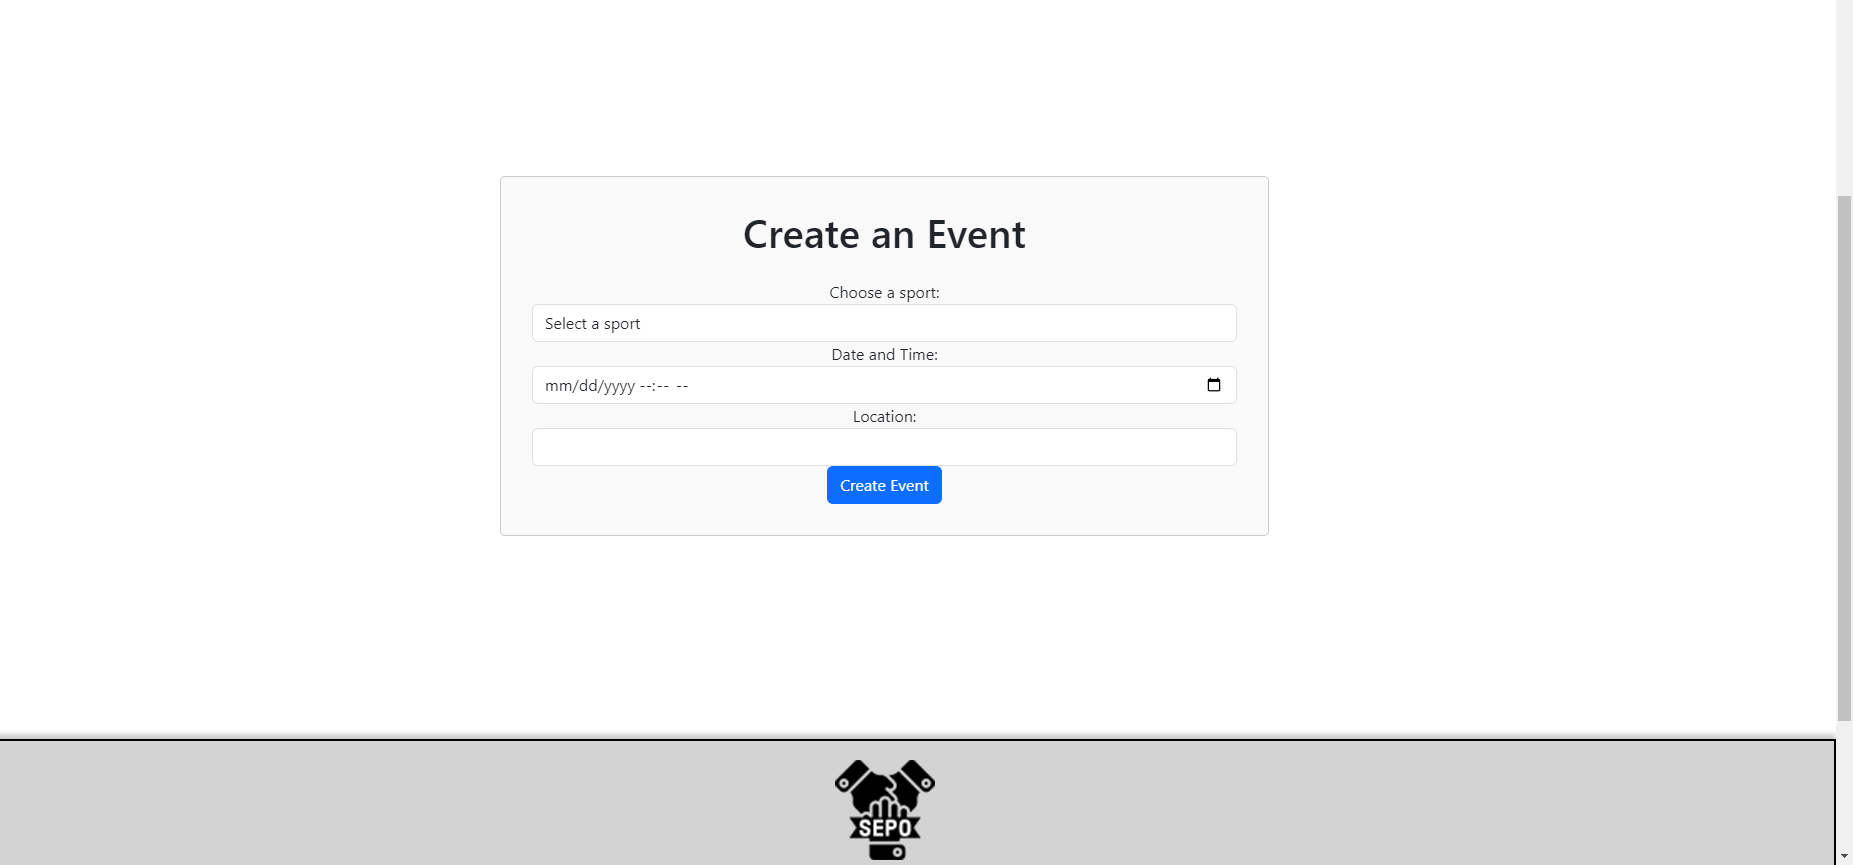 Create an Event
Choose a sport:
Select a sport
Date and Time:
mm/dd/yyyy --:-- --
Location:
Create Event
SEPO